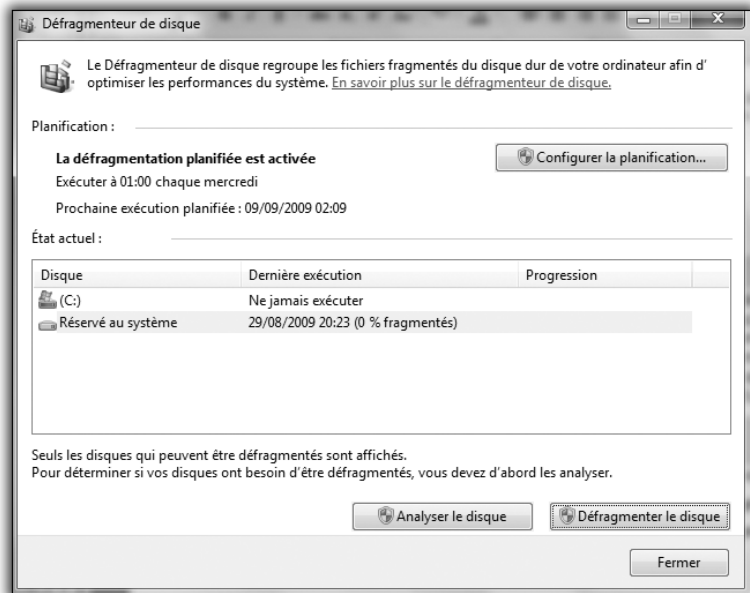 Défragmenteur de disque
Le Défragmenteur de disque regroupe les fichiers fragmentés du disque dur de votre ordinateur afin d'
optimiser les performances du système. En savoir plus sur le défragmenteur de disque.
Planification :
La défragmentation planifiée est activée
Configurer la planification...
Exécuter à 01:00 chaque mercredi
Prochaine exécution planifiée : 09/09/2009 02:09
État actuel :
Disque Dernière exécution Progression
(C:) Ne jamais exécuter
Réservé au système 29/08/2009 20:23 (0 % fragmentés)
Seuls les disques qui peuvent être défragmentés sont affichés.
Pour déterminer si vos disques ont besoin d'être défragmentés, vous devez d'abord les analyser.
Analyser le disque Défragmenter le disque
Fermer